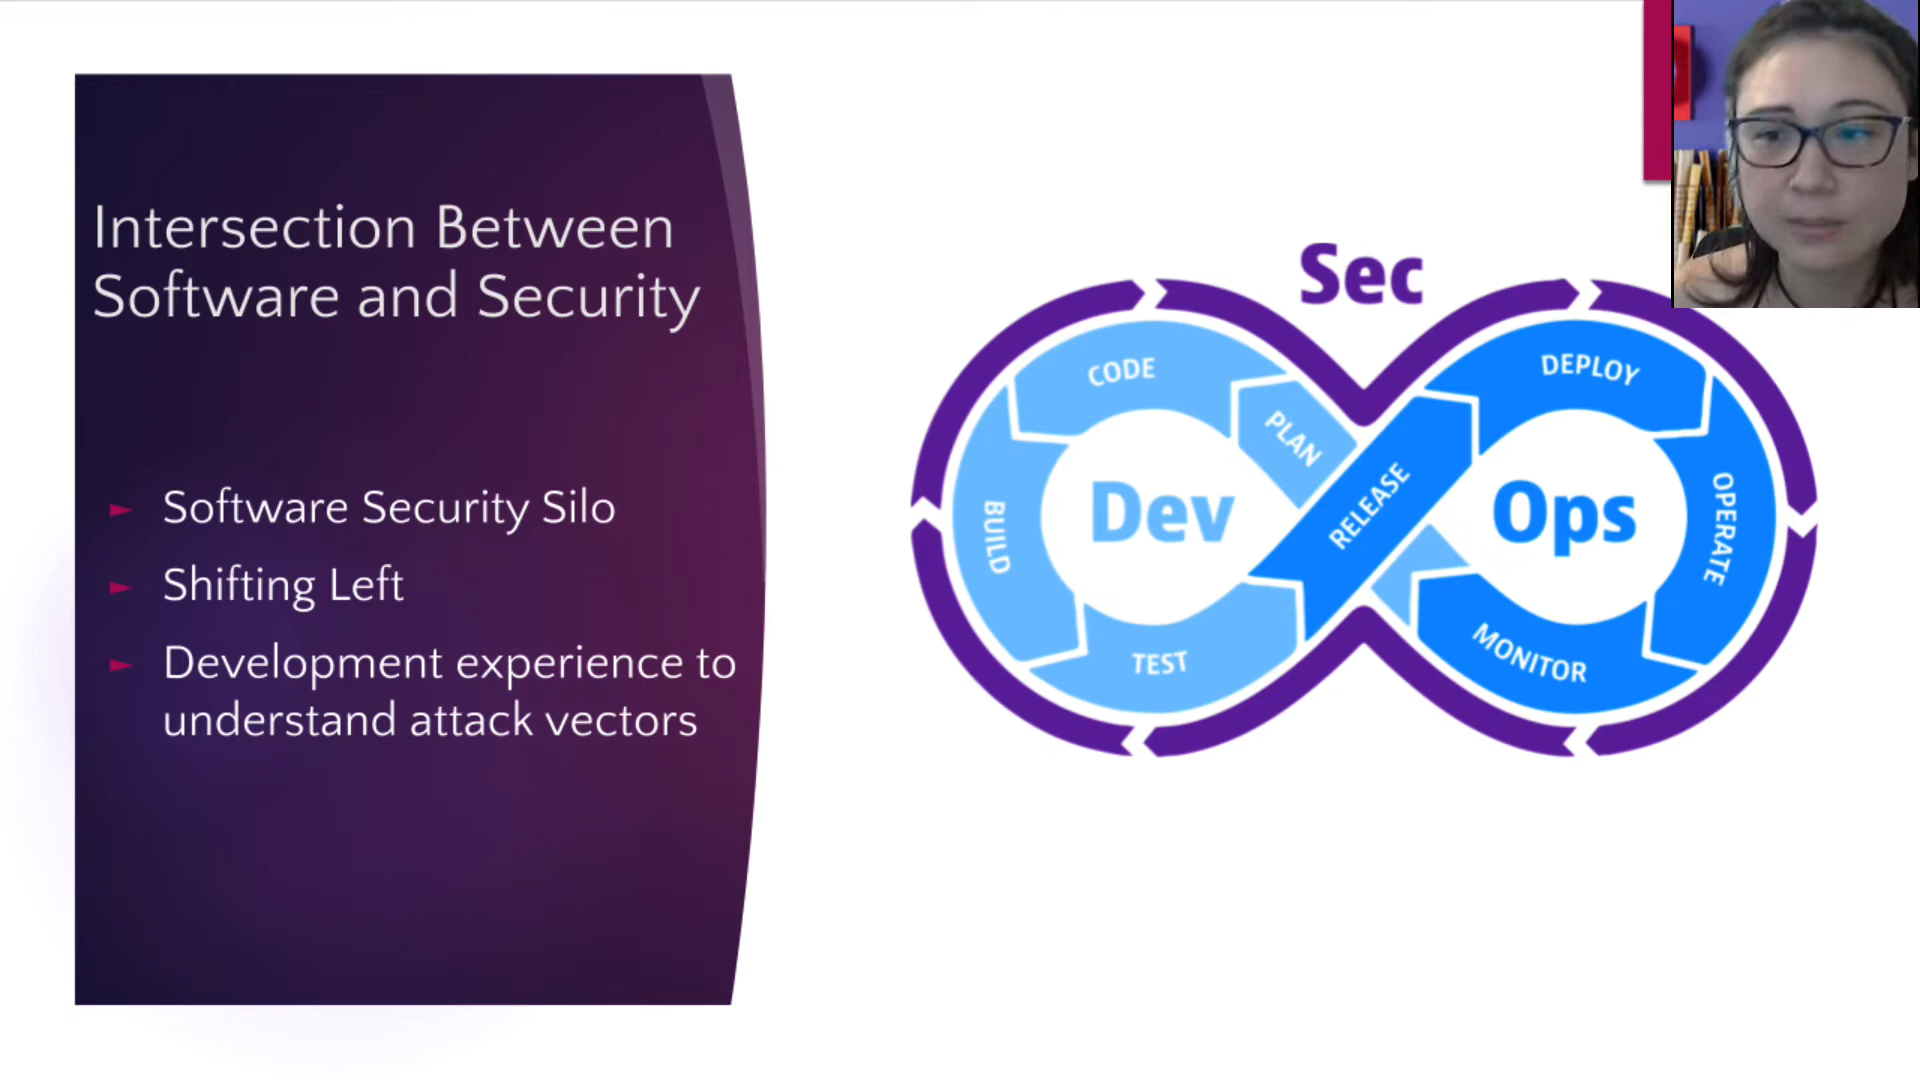 Intersection Between
Software and Security
Software Security Silo
Shifting Left
Development experience to
understand attack vectors
Sec
CODE
PLAN
BUILD
Dev
TEST
RELEASE
DEPLOY
Ops
OPERATE
MONITOR